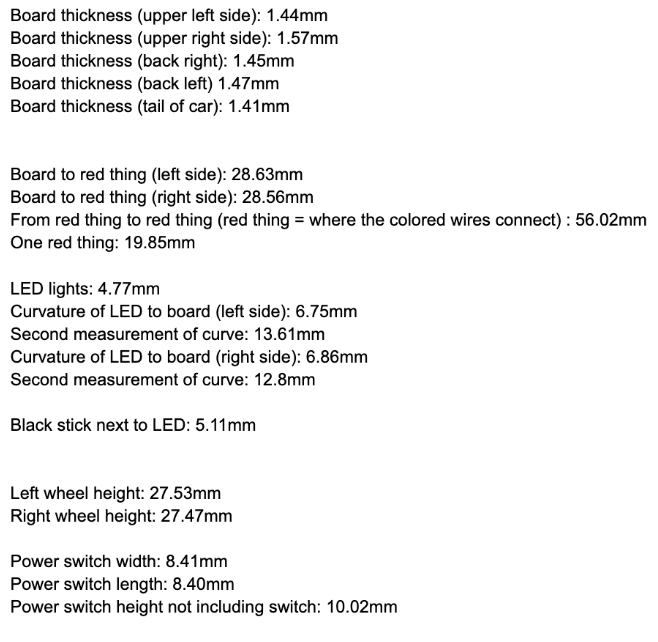 Board thickness (upper left side): 1.44mm
Board thickness (upper right side): 1.57mm
Board thickness (back right): 1.45mm
Board thickness (back left) 1.47mm
Board thickness (tail of car): 1.41mm
Board to red thing (left side): 28.63mm
Board to red thing (right side): 28.56mm
From red thing to red thing (red thing = where the colored wires connect) : 56.02mm
One red thing: 19.85mm
LED lights: 4.77mm
Curvature of LED to board (left side): 6.75mm
Second measurement of curve: 13.61mm
Curvature of LED to board (right side): 6.86mm
Second measurement of curve: 12.8mm
Black stick next to LED: 5.11mm
Left wheel height: 27.53mm
Right wheel height: 27.47mm
Power switch width: 8.41mm
Power switch length: 8.40mm
Power switch height not including switch: 10.02mm